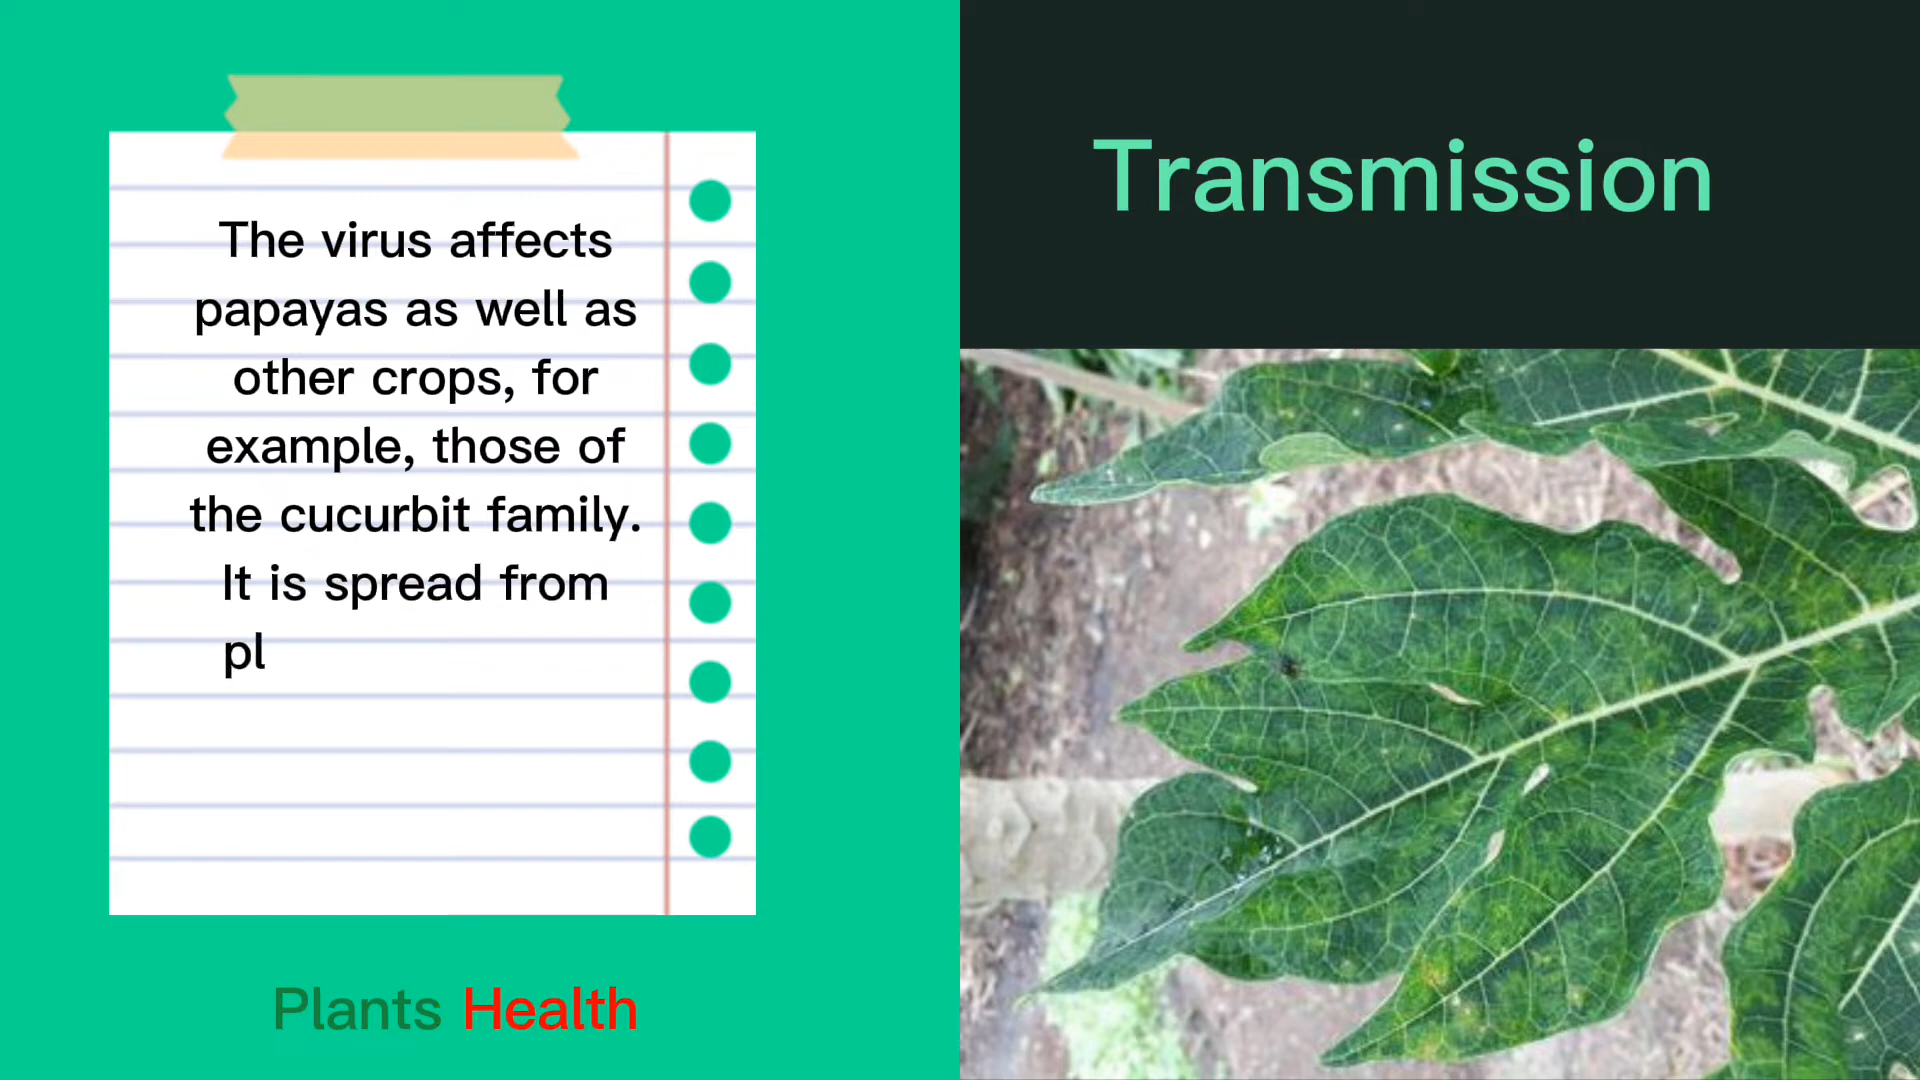 The virus affects
papayas as well as
other crops, for
example, those of
the cucurbit family.
It is spread from
pl
Plants Health
Transmission